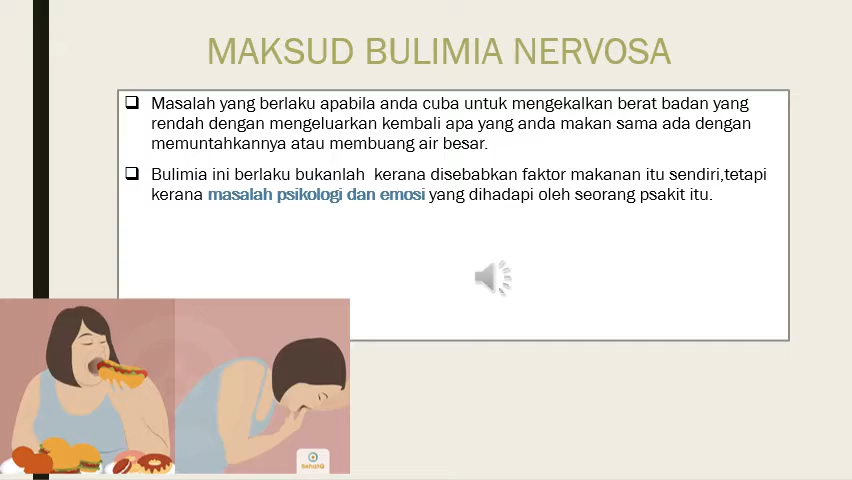 MAKSUD BULIMIA NERVOSA
Masalah yang berlaku apabila anda cuba untuk mengekalkan berat badan yang
rendah dengan mengeluarkan kembali apa yang anda makan sama ada dengan
memuntahkannya atau membuang air besar.
Bulimia ini berlaku bukanlah kerana disebabkan faktor makanan itu sendiri,tetapi
kerana masalah psikologi dan emosi yang dihadapi oleh seorang psakit itu.
SehatQ